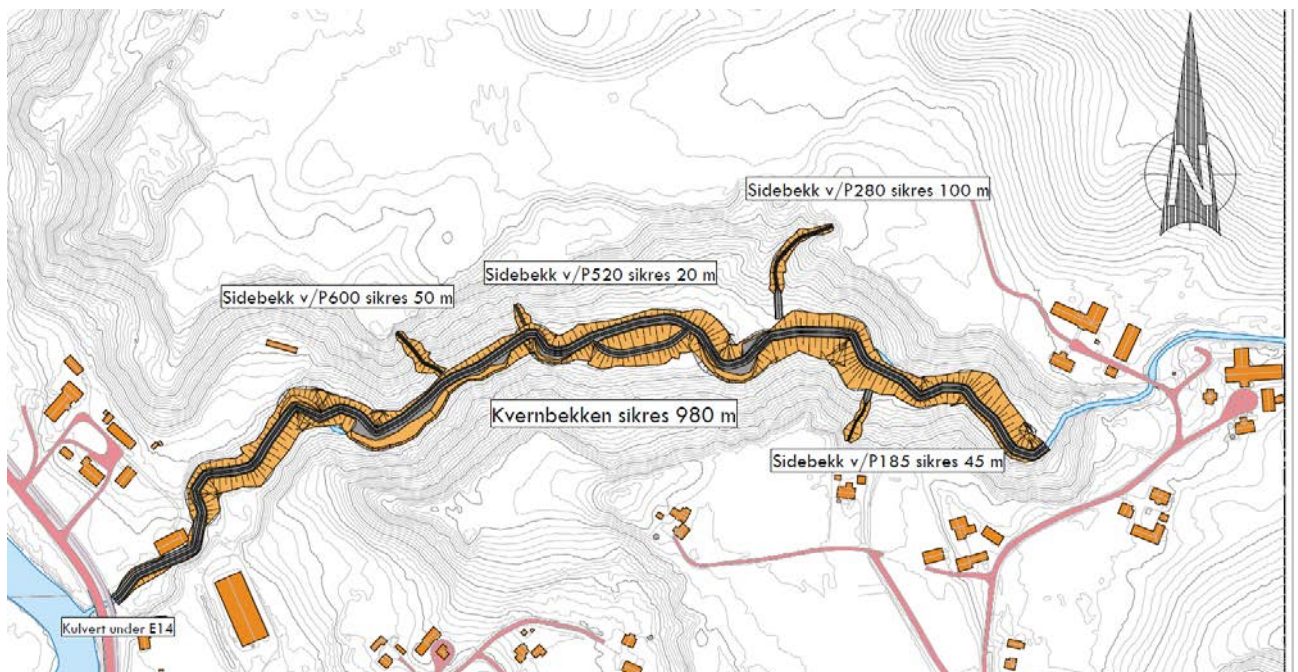 N
Sidebekk v/P280 sikres 100 m
Sidebekk v/P520 sikres 20 m
Sidebekk v/P600 sikres 50 m
Kvernbekken sikres 980 m
Sidebekk v/P185 sikres 45 m
Kulvert under E14